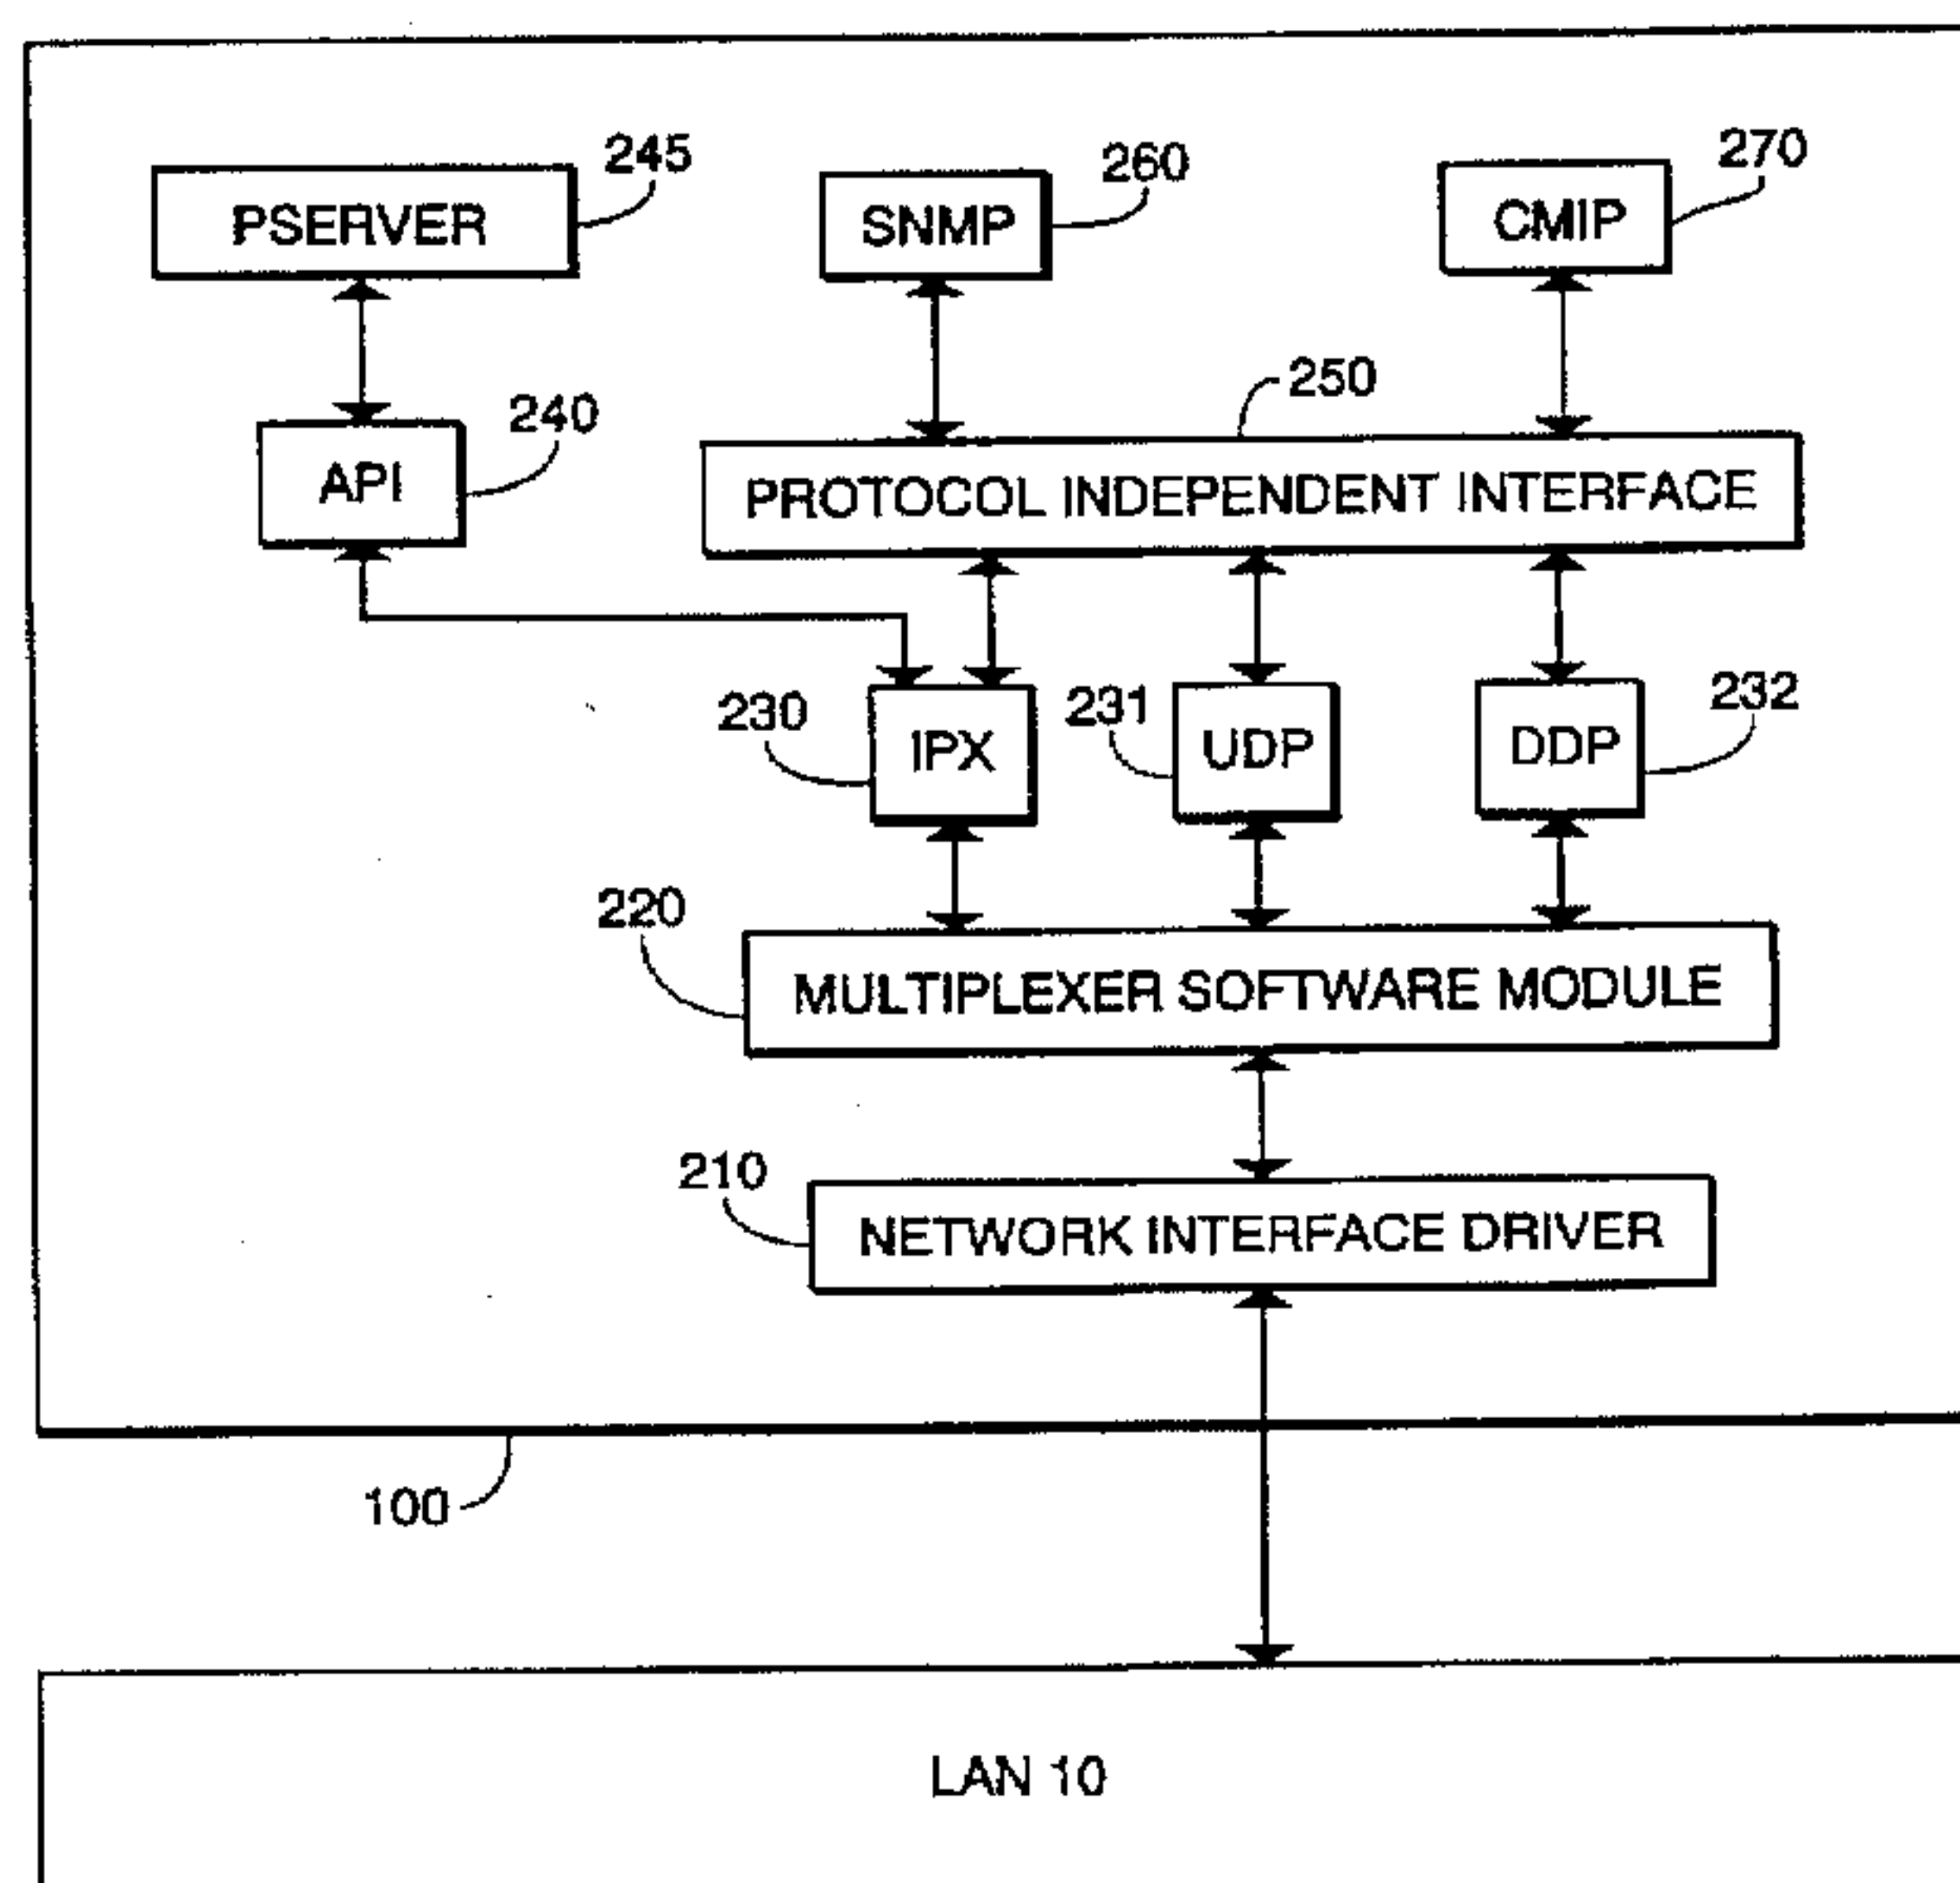 245
260
270
PSERVER
SNMP
CMIP
250
240
API
PROTOCOL INDEPENDENT INTERFACE
230
231
232
IPX
UDP
DDP
220
MULTIPLEXER SOFTWARE MODULE
210
NETWORK INTERFACE DRIVER
100
LAN 10